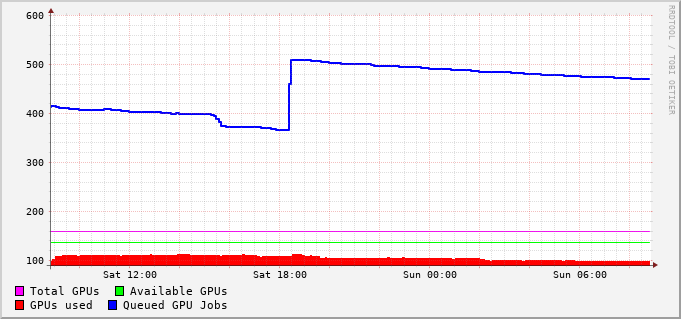 600
500
400
300
200
100
Sat 12:00 Sat 18:00 Sun 00:00 Sun 06:00
Total GPUs Available GPUs
GPUs used Queued GPU Jobs
RRDTOOL / TOBI OETIKER